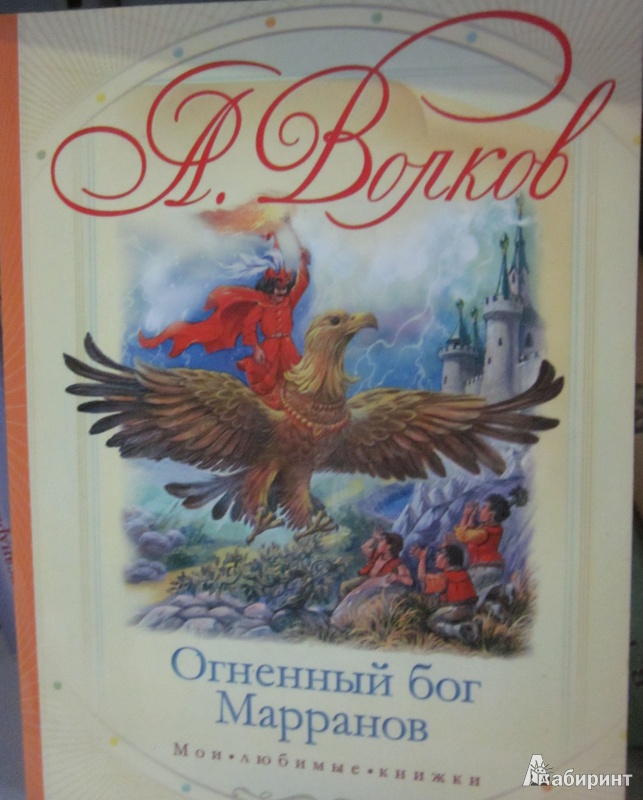 А. Волков
Огненный бог
Марранов
Мои•любимые•книжки
Лабиринт